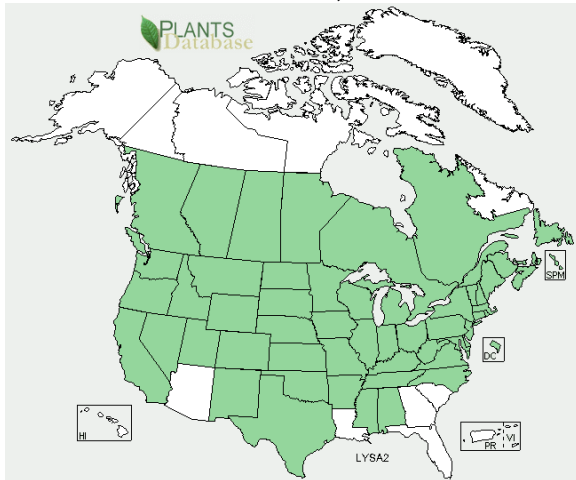 PLANTS
Database
SPM
DC
HI
PR
VI
LYSA2